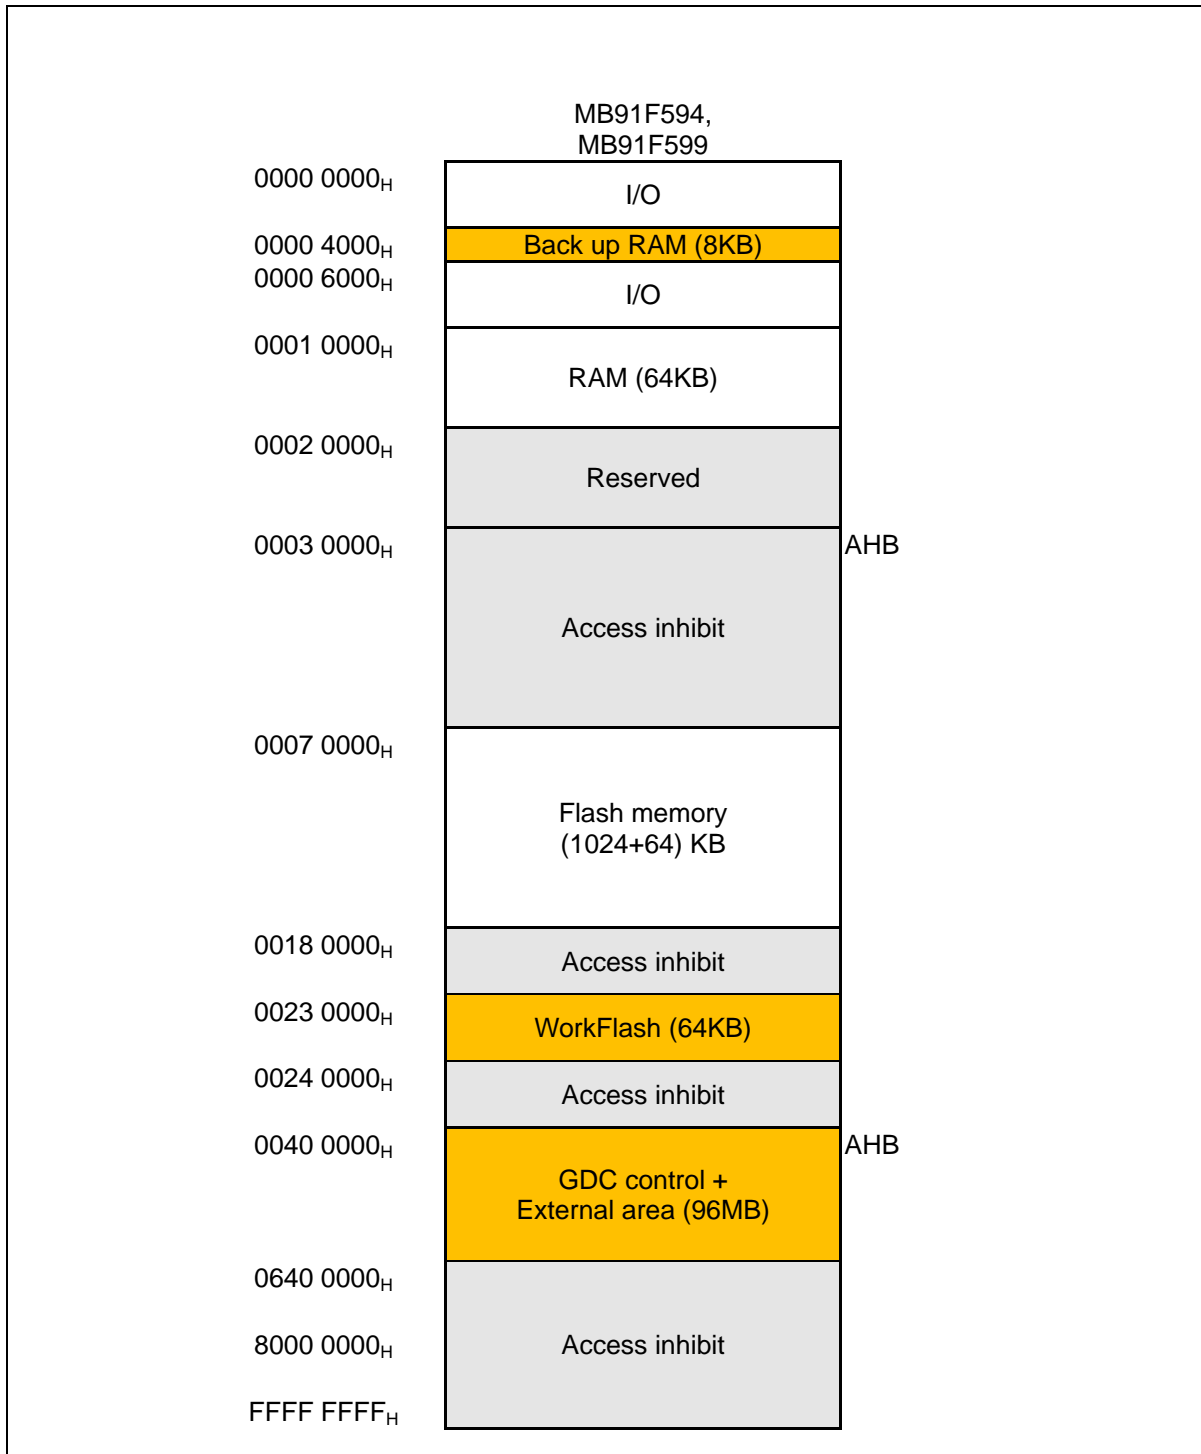 MB91F594,
MB91F599
0000 0000H
I/O
0000 4000H
Back up RAM (8KB)
0000 6000H
I/O
0001 0000H
RAM (64KB)
0002 0000H
Reserved
0003 0000H
AHB
Access inhibit
0007 0000H
Flash memory
(1024+64) KB
0018 0000H
Access inhibit
0023 0000H
WorkFlash (64KB)
0024 0000H
Access inhibit
0040 0000H
AHB
GDC control +
External area (96MB)
0640 0000H
8000 0000H
Access inhibit
FFFF FFFFH